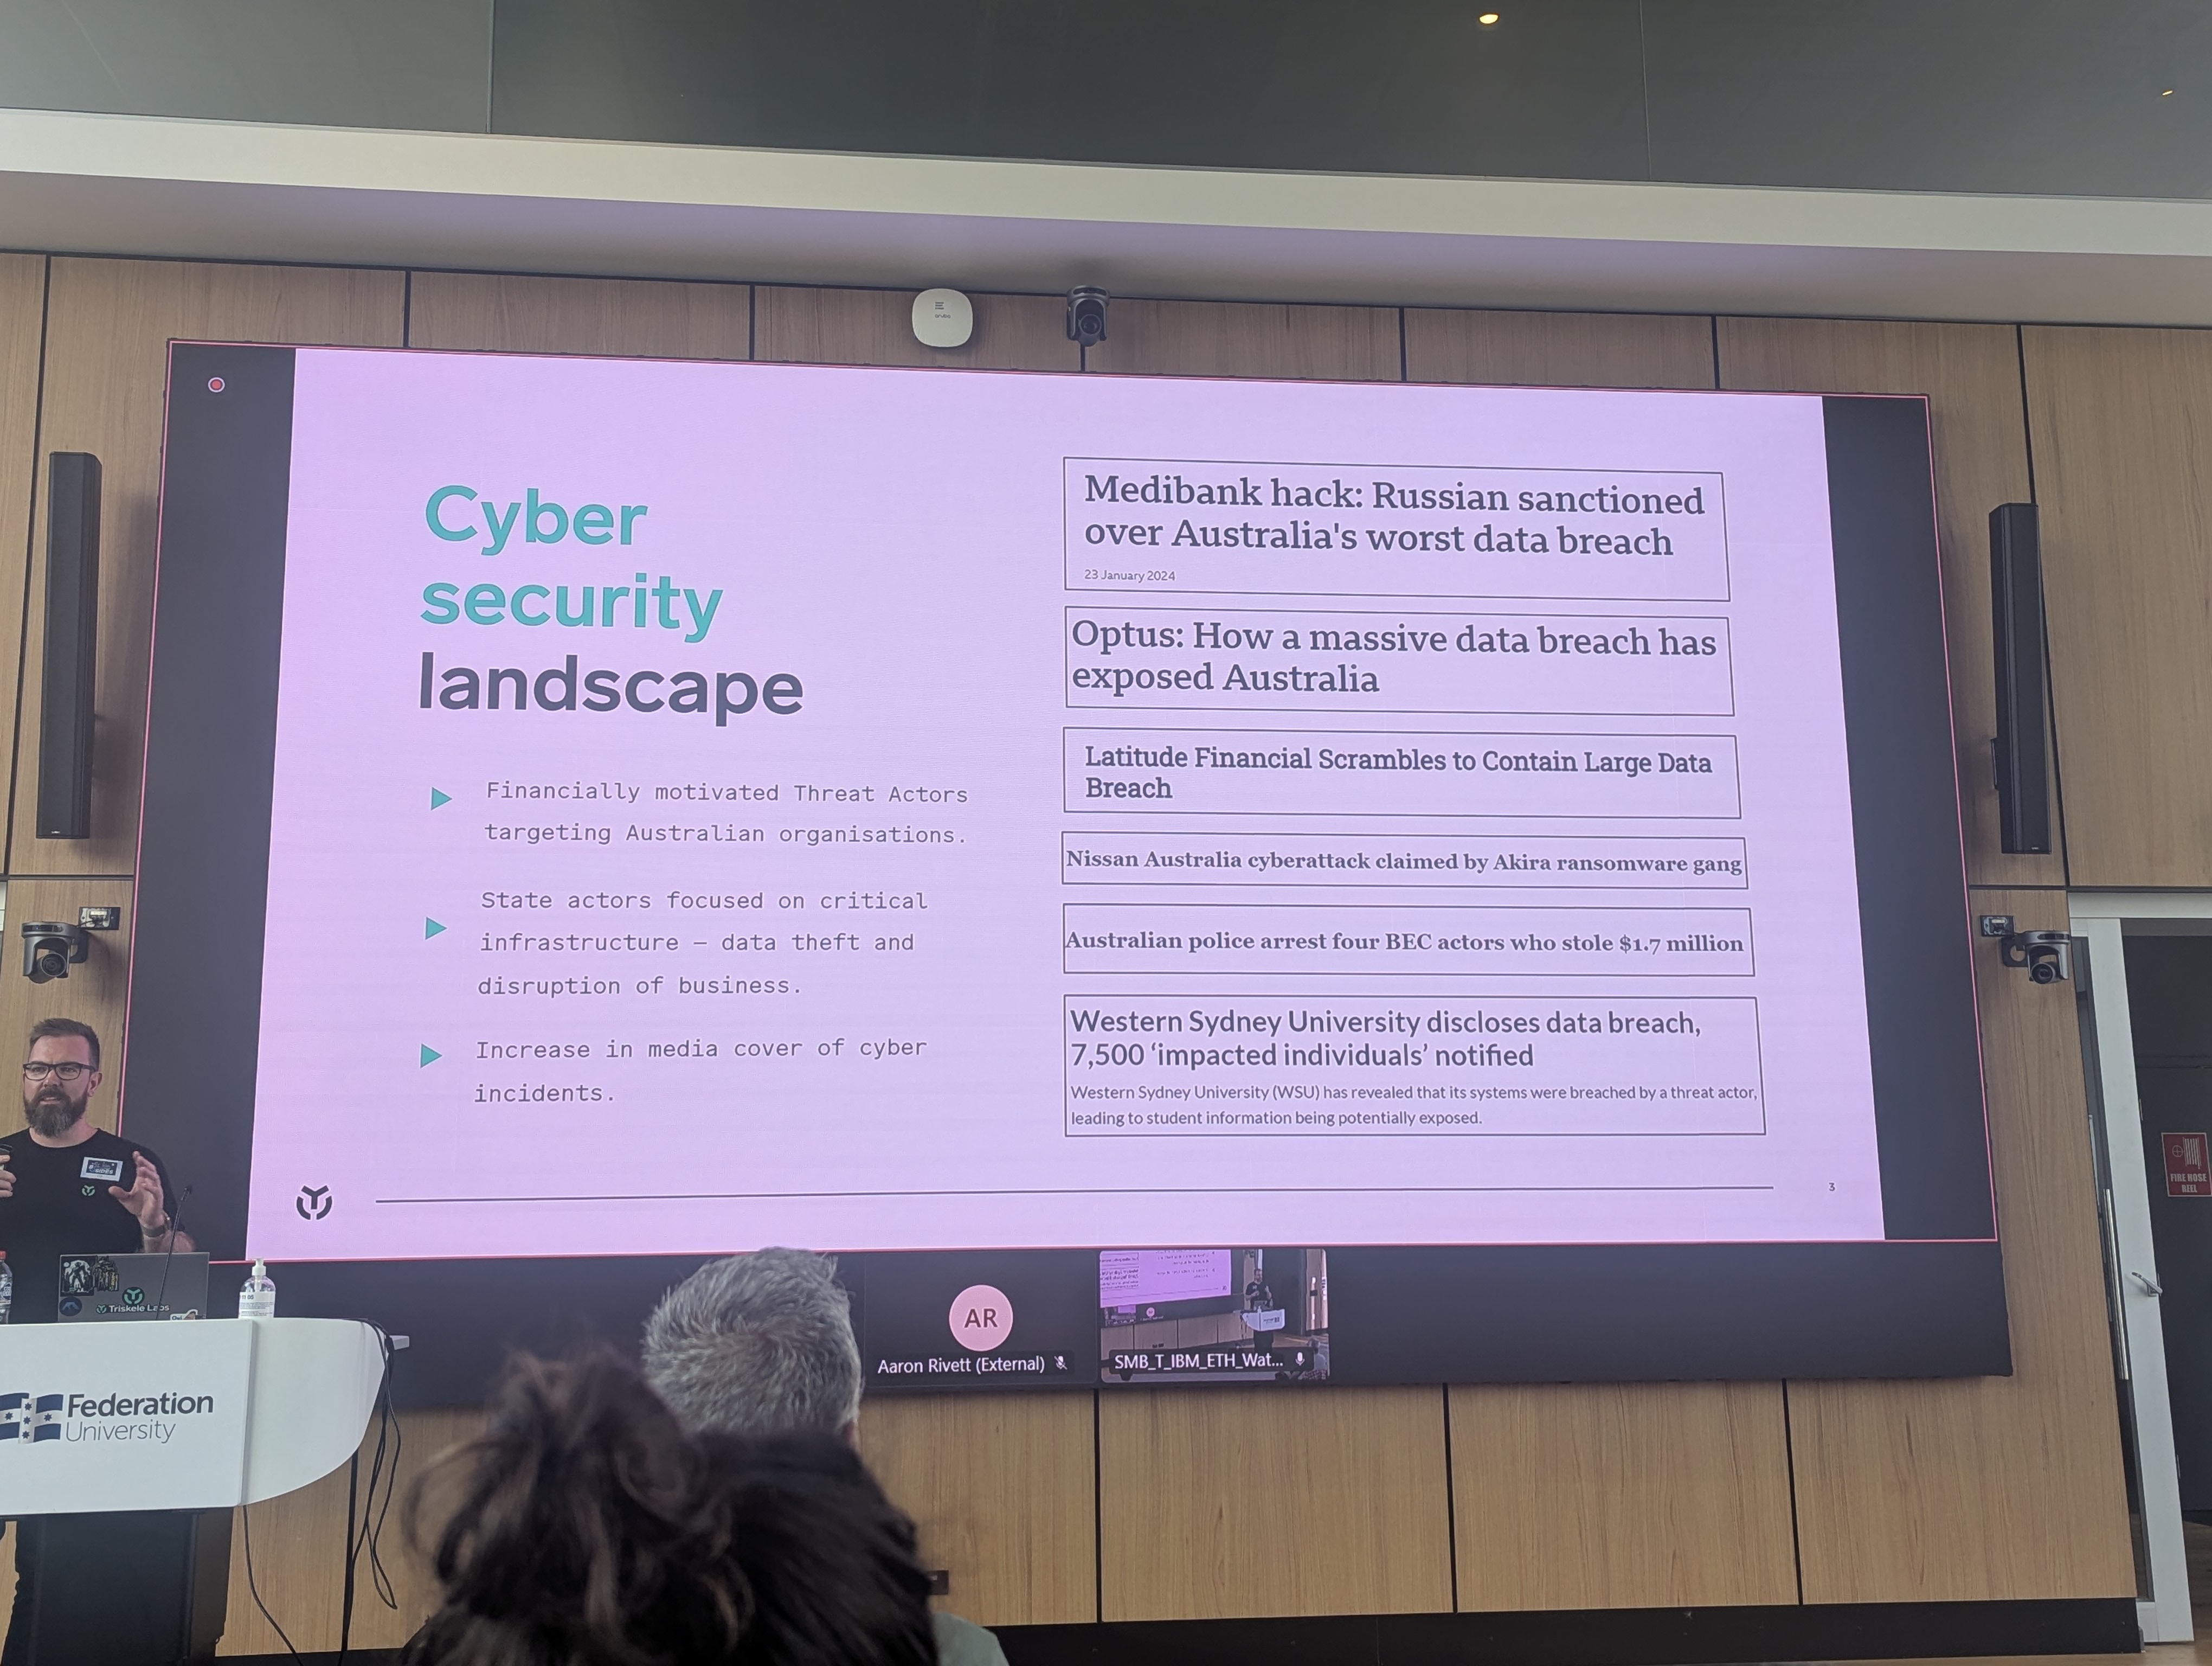 aruba
Cyber
security
landscape
Financially motivated Threat Actors
targeting Australian organisations.
State actors focused on critical
infrastructure – data theft and
disruption of business.
Increase in media cover of cyber
incidents.
Medibank hack: Russian sanctioned
over Australia's worst data breach
23 January 2024
Optus: How a massive data breach has
exposed Australia
Latitude Financial Scrambles to Contain Large Data
Breach
Nissan Australia cyberattack claimed by Akira ransomware gang
Australian police arrest four BEC actors who stole $1.7 million
Western Sydney University discloses data breach,
7,500 ‘impacted individuals’ notified
Western Sydney University (WSU) has revealed that its systems were breached by a threat actor,
leading to student information being potentially exposed.
3
AR
Aaron Rivett (External)
SMB_T_IBM_ETH_Wat...
Triskele Labs
Federation
University
FIRE HOSE
REEL